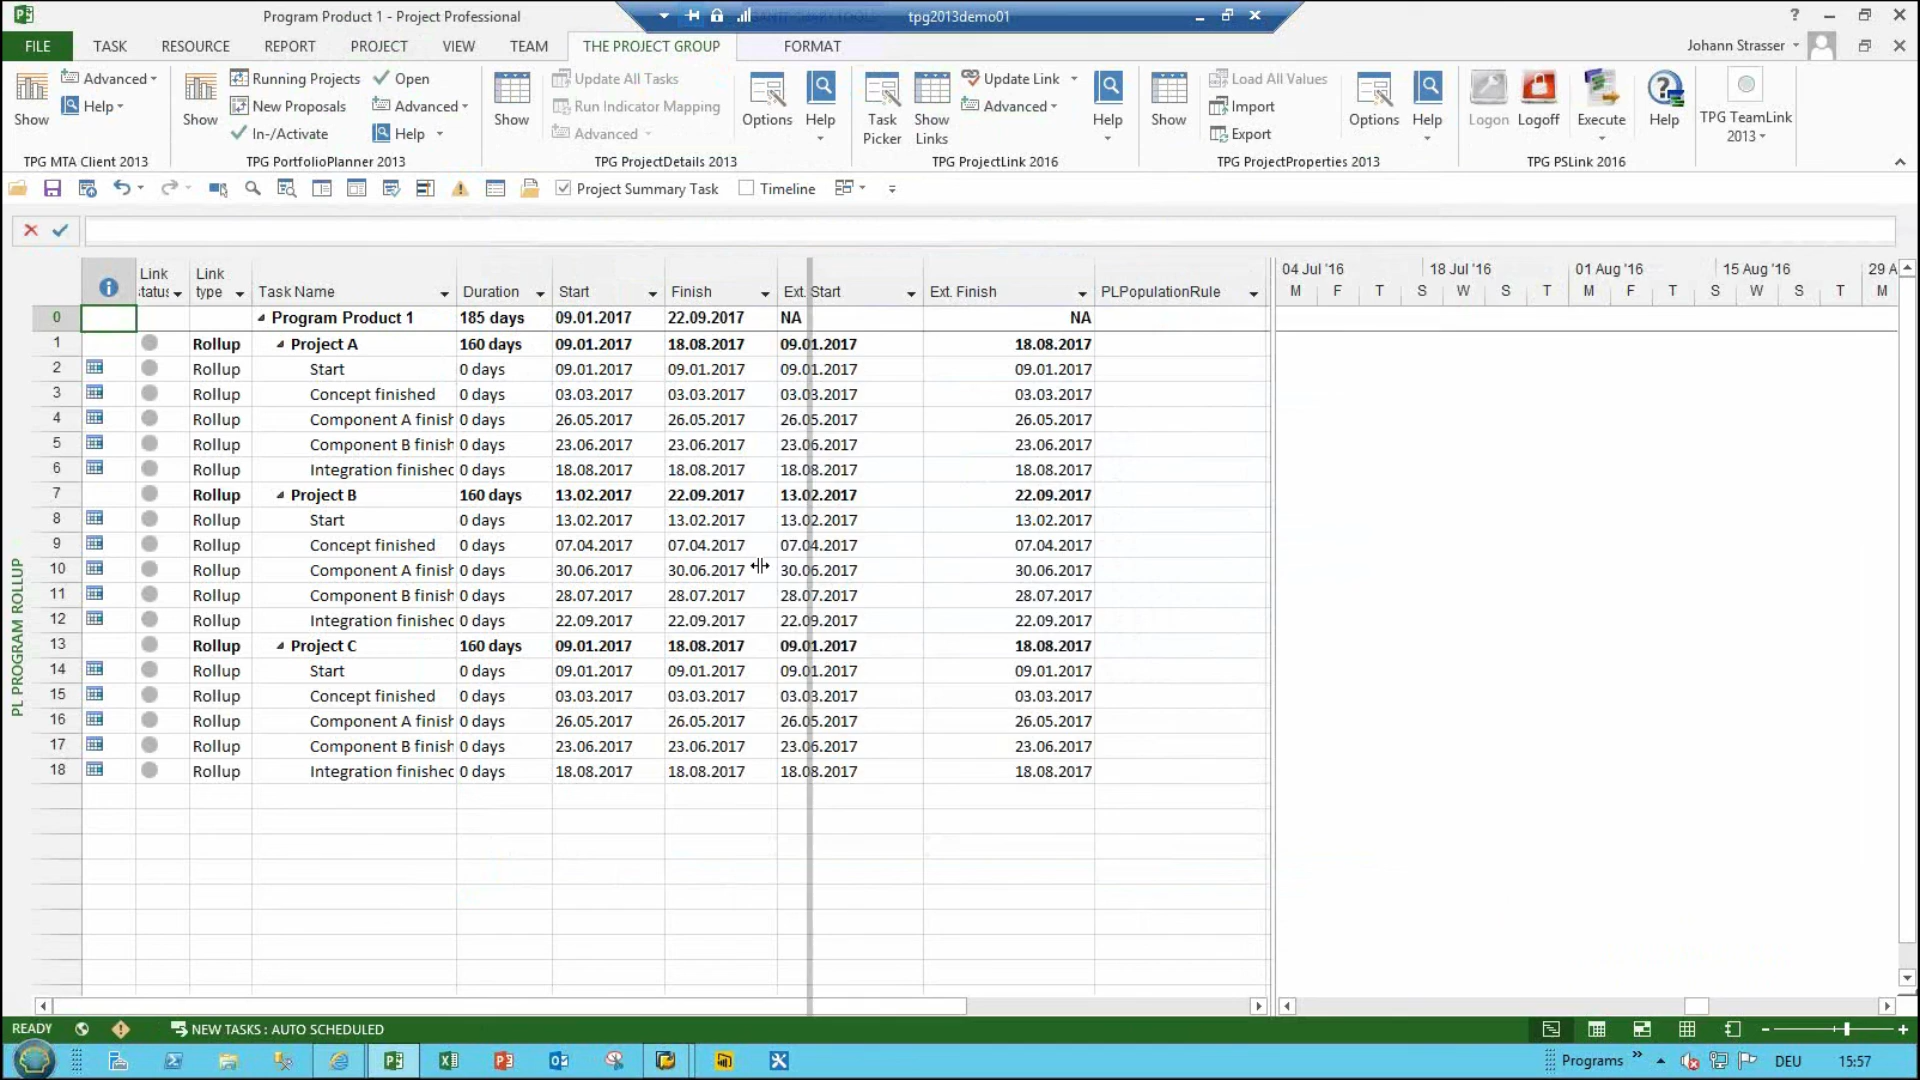 Program Product 1 - Project Professional
tpg2013demo01
FILE TASK RESOURCE REPORT PROJECT VIEW TEAM THE PROJECT GROUP FORMAT Johann Strasser
Show Advanced Help
TPG MTA Client 2013
Show Running Projects New Proposals In-/Activate Open Advanced Help
TPG PortfolioPlanner 2013
Show Update All Tasks Run Indicator Mapping Advanced Options Help
TPG ProjectDetails 2013
Task Picker Show Links Update Link Advanced Help
TPG ProjectLink 2016
Show Load All Values Import Export Options Help
TPG ProjectProperties 2013
Logon Logoff Execute Help
TPG PSLink 2016
TPG TeamLink 2013
Project Summary Task Timeline
Link tatus Link type Task Name Duration Start Finish Ext. Start Ext. Finish PLPopulationRule
04 Jul '16 18 Jul '16 01 Aug '16 15 Aug '16 29 A
M F T S W S T M F T S W S T M
0 Program Product 1 185 days 09.01.2017 22.09.2017 NA NA
1 Rollup Project A 160 days 09.01.2017 18.08.2017 09.01.2017 18.08.2017
2 Rollup Start 0 days 09.01.2017 09.01.2017 09.01.2017 09.01.2017
3 Rollup Concept finished 0 days 03.03.2017 03.03.2017 03.03.2017 03.03.2017
4 Rollup Component A finish 0 days 26.05.2017 26.05.2017 26.05.2017 26.05.2017
5 Rollup Component B finish 0 days 23.06.2017 23.06.2017 23.06.2017 23.06.2017
6 Rollup Integration finished 0 days 18.08.2017 18.08.2017 18.08.2017 18.08.2017
7 Rollup Project B 160 days 13.02.2017 22.09.2017 13.02.2017 22.09.2017
8 Rollup Start 0 days 13.02.2017 13.02.2017 13.02.2017 13.02.2017
9 Rollup Concept finished 0 days 07.04.2017 07.04.2017 07.04.2017 07.04.2017
10 Rollup Component A finish 0 days 30.06.2017 30.06.2017 30.06.2017 30.06.2017
11 Rollup Component B finish 0 days 28.07.2017 28.07.2017 28.07.2017 28.07.2017
12 Rollup Integration finished 0 days 22.09.2017 22.09.2017 22.09.2017 22.09.2017
13 Rollup Project C 160 days 09.01.2017 18.08.2017 09.01.2017 18.08.2017
14 Rollup Start 0 days 09.01.2017 09.01.2017 09.01.2017 09.01.2017
15 Rollup Concept finished 0 days 03.03.2017 03.03.2017 03.03.2017 03.03.2017
16 Rollup Component A finish 0 days 26.05.2017 26.05.2017 26.05.2017 26.05.2017
17 Rollup Component B finish 0 days 23.06.2017 23.06.2017 23.06.2017 23.06.2017
18 Rollup Integration finished 0 days 18.08.2017 18.08.2017 18.08.2017 18.08.2017
PL PROGRAM ROLLUP
READY NEW TASKS : AUTO SCHEDULED
Programs DEU 15:57